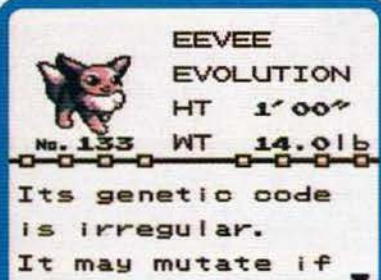 EEVEE
EVOLUTION
HT 1′00″
No.133 WT 14.0lb
Its genetic code
is irregular.
It may mutate if